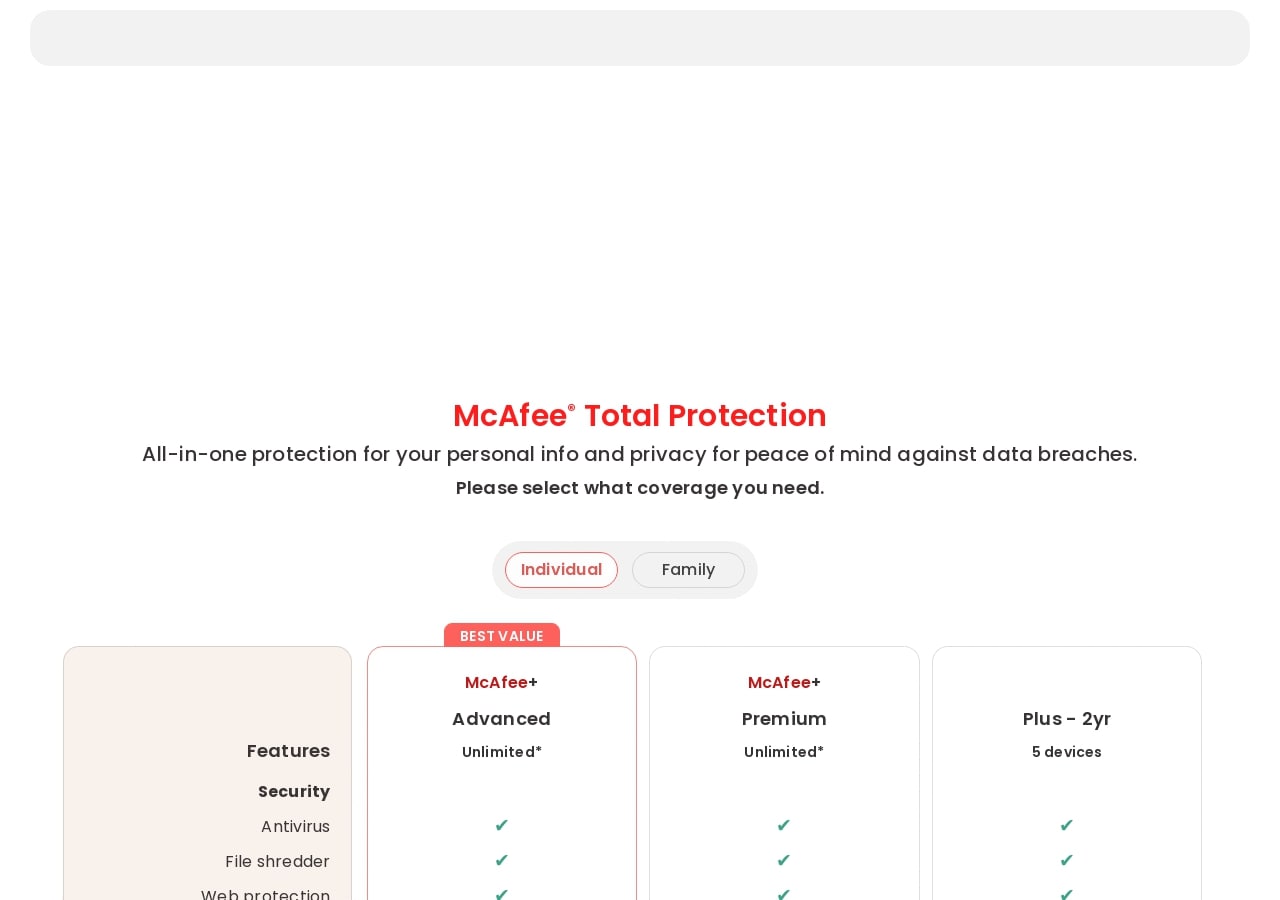 McAfee® Total Protection
All-in-one protection for your personal info and privacy for peace of mind against data breaches.
Please select what coverage you need.
Individual Family
BEST VALUE
McAfee+ McAfee+
Advanced Premium Plus - 2yr
Features Unlimited* Unlimited* 5 devices
Security
Antivirus ✔ ✔ ✔
File shredder ✔ ✔ ✔
Web protection ✔ ✔ ✔